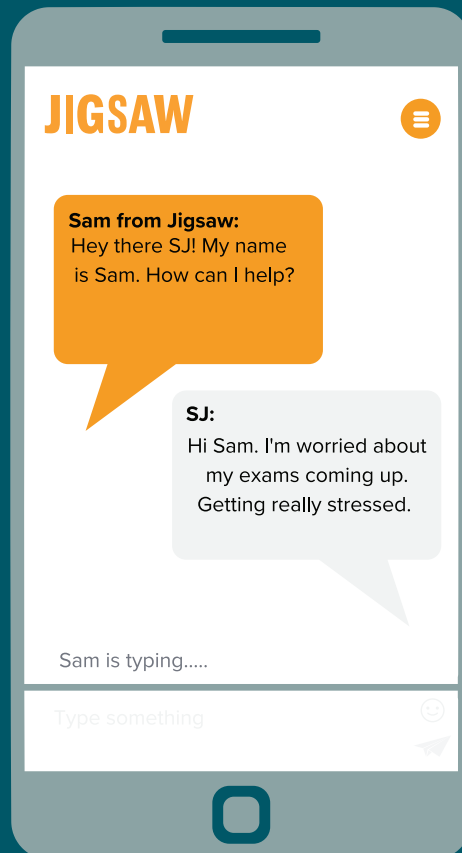 JIGSAW
Sam from Jigsaw:
Hey there SJ! My name
is Sam. How can I help?
SJ:
Hi Sam. I'm worried about
my exams coming up.
Getting really stressed.
Sam is typing.....
Type something